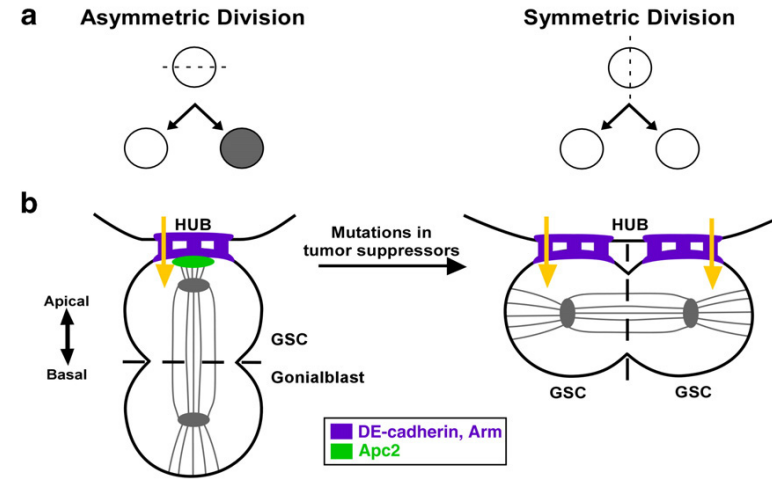 a
Asymmetric Division
Symmetric Division
b
HUB
Mutations in
tumor suppressors
HUB
Apical
Basal
GSC
Gonialblast
GSC
GSC
DE-cadherin, Arm
Apc2